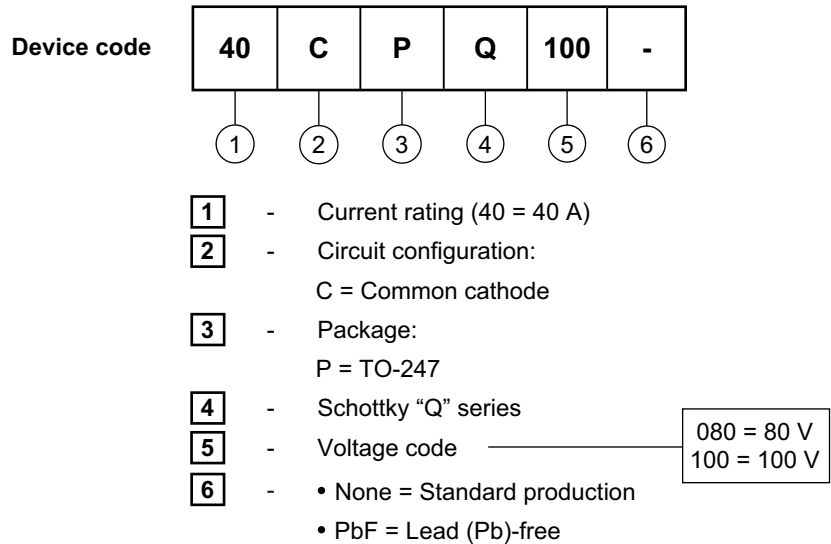 Device code 40 C P Q 100 -
1 2 3 4 5 6
1 - Current rating (40 = 40 A)
2 - Circuit configuration:
C = Common cathode
3 - Package:
P = TO-247
4 - Schottky “Q” series
5 - Voltage code
080 = 80 V
100 = 100 V
6 - • None = Standard production
• PbF = Lead (Pb)-free